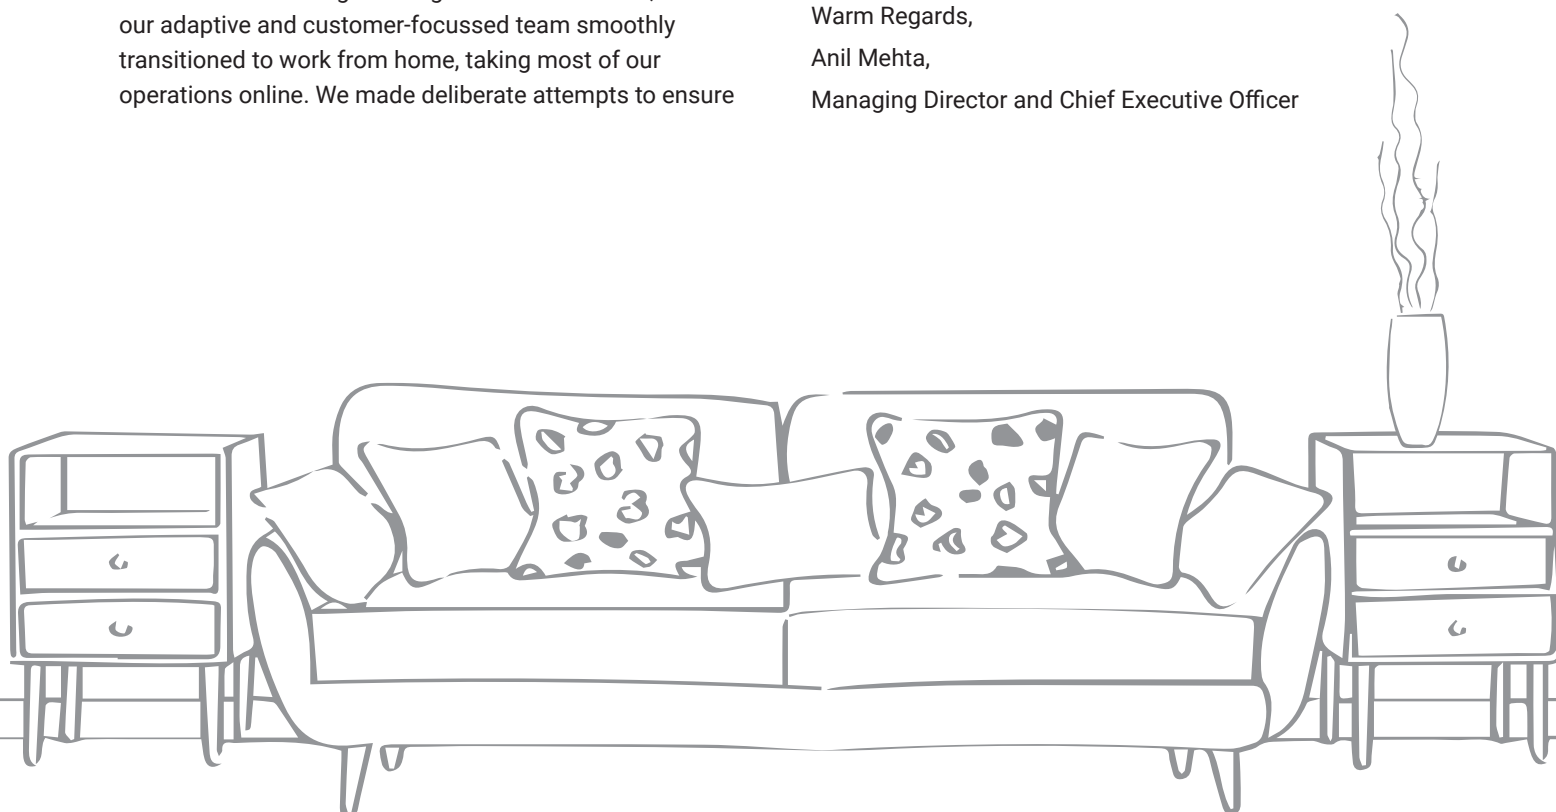 our adaptive and customer-focussed team smoothly
transitioned to work from home, taking most of our
operations online. We made deliberate attempts to ensure
Warm Regards,
Anil Mehta,
Managing Director and Chief Executive Officer